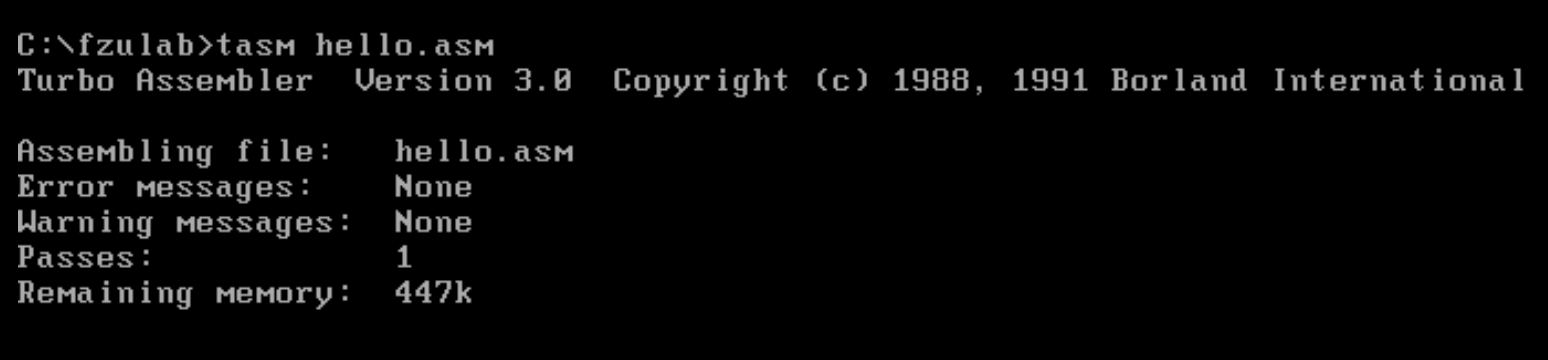 C:\fzulab>tasm hello.asm
Turbo Assembler  Version 3.0  Copyright (c) 1988, 1991 Borland International
Assembling file:   hello.asm
Error messages:    None
Warning messages:  None
Passes:            1
Remaining memory:  447k